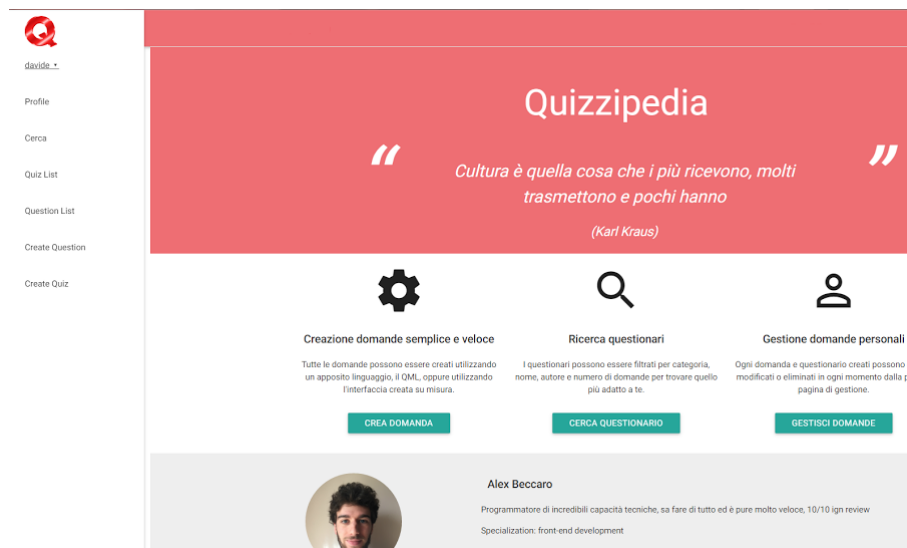 Q
davide
Profile
Cerca
Quiz List
Question List
Create Question
Create Quiz
Quizzipedia
“ ”
Cultura è quella cosa che i più ricevono, molti
trasmettono e pochi hanno
(Karl Kraus)
Creazione domande semplice e veloce
Tutte le domande possono essere creati utilizzando
un apposito linguaggio, il QML, oppure utilizzando
l'interfaccia creata su misura.
CREA DOMANDA
Ricerca questionari
I questionari possono essere filtrati per categoria,
nome, autore e numero di domande per trovare quello
più adatto a te.
CERCA QUESTIONARIO
Gestione domande personali
Ogni domanda e questionario creati possono
modificati o eliminati in ogni momento dalla
pagina di gestione.
GESTISCI DOMANDE
Alex Beccaro
Programmatore di incredibili capacità tecniche, sa fare di tutto ed è pure molto veloce, 10/10 ign review
Specialization: front-end development